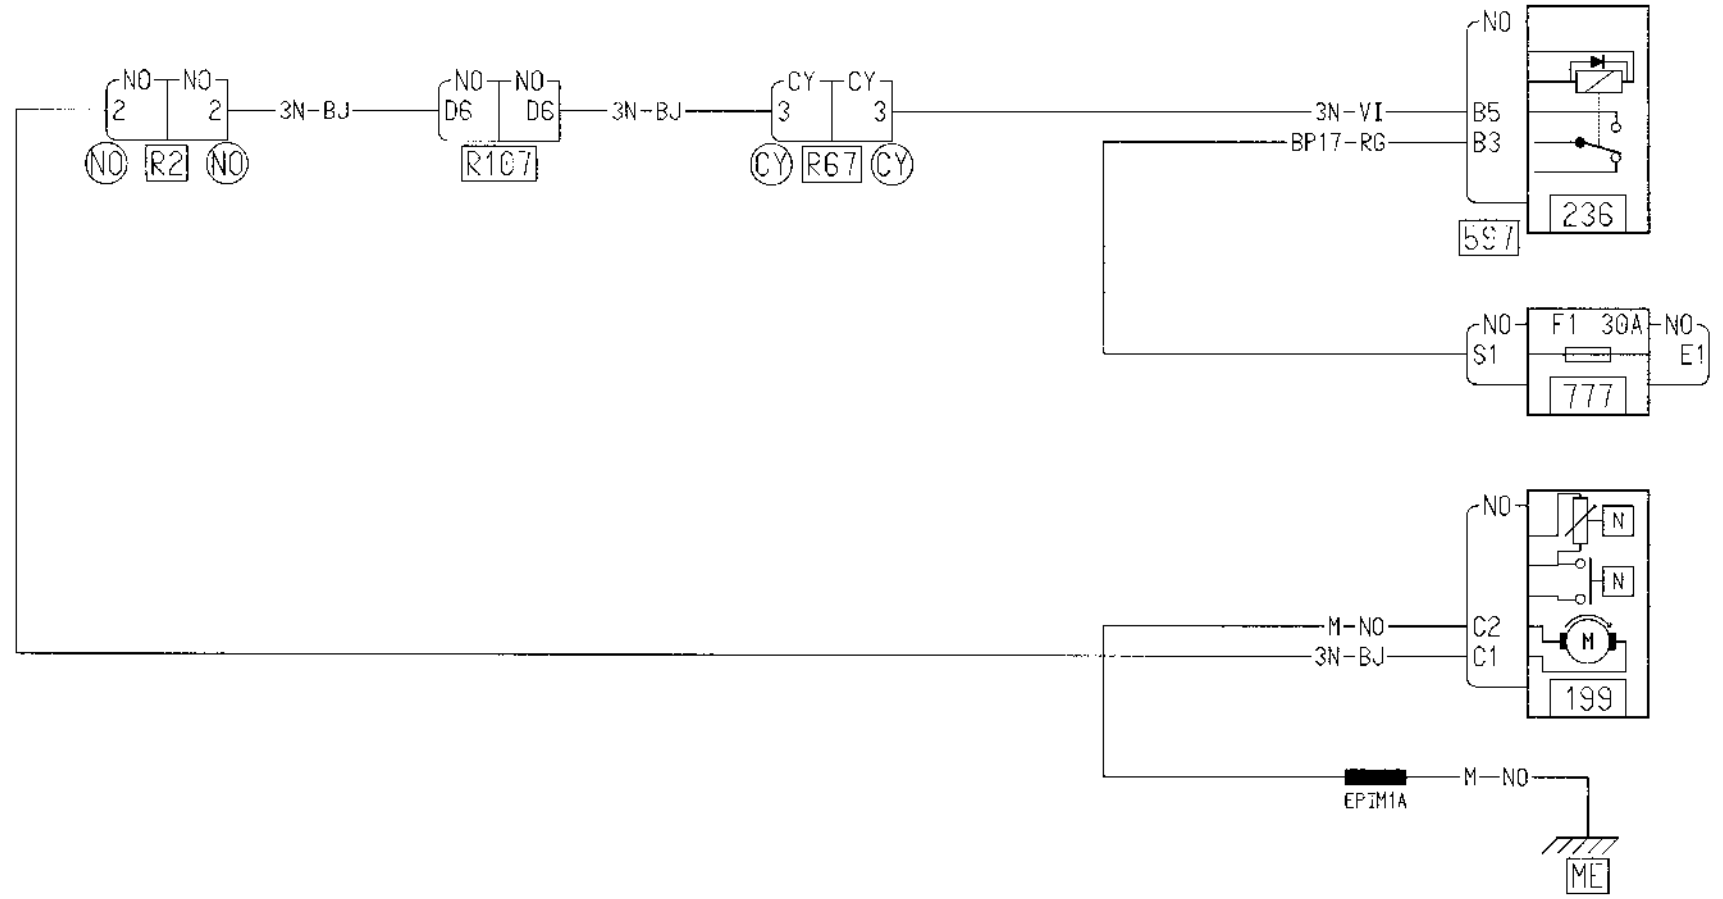 NO
NO NO NO NO CY CY
2 2 3N-BJ D6 D6 3N-BJ 3 3 3N-VI B5
BP17-RG B3
NO R2 NO R107 CY R67 CY
236
597
NO F1 30A NO
S1 E1
777
NO N
N
M-NO C2 M
3N-BJ C1
199
M-NO
EPIM1A
ME